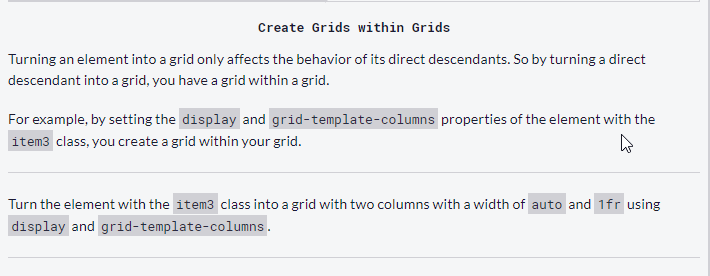 Create Grids within Grids
Turning an element into a grid only affects the behavior of its direct descendants. So by turning a direct
descendant into a grid, you have a grid within a grid.
For example, by setting the display and grid-template-columns properties of the element with the
item3 class, you create a grid within your grid.
Turn the element with the item3 class into a grid with two columns with a width of auto and 1fr using
display and grid-template-columns.